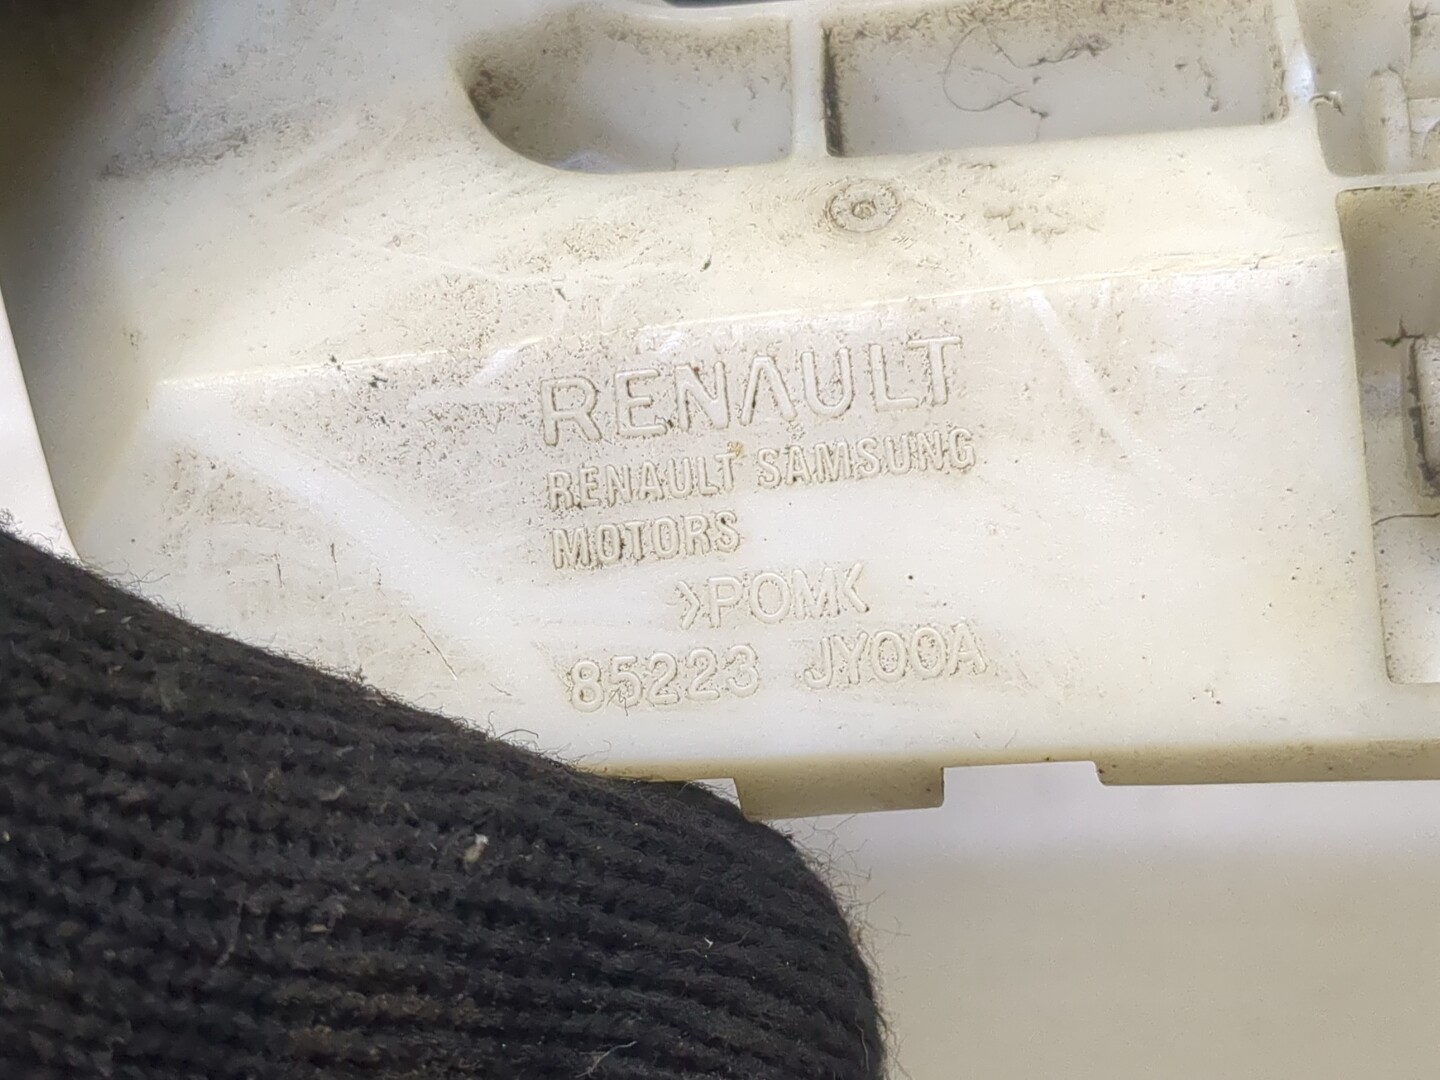 RENAULT
RENAULT SAMSUNG
MOTORS
>POM<
85223 JY00A